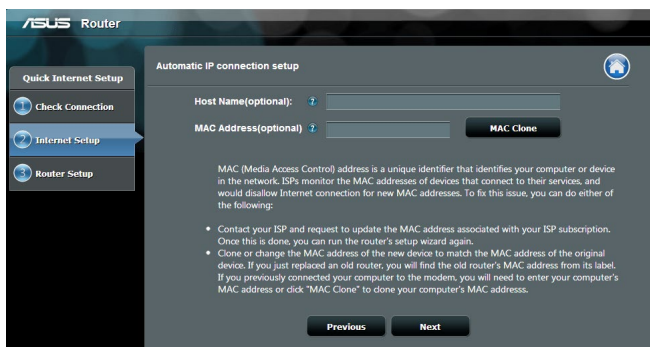 ASUS Router
Quick Internet Setup
1 Check Connection
2 Internet Setup
3 Router Setup
Automatic IP connection setup
Host Name(optional): ?
MAC Address(optional) ? MAC Clone
MAC (Media Access Control) address is a unique identifier that identifies your computer or device
in the network. ISPs monitor the MAC addresses of devices that connect to their services, and
would disallow Internet connection for new MAC addresses. To fix this issue, you can do either of
the following:
• Contact your ISP and request to update the MAC address associated with your ISP subscription.
Once this is done, you can run the router's setup wizard again.
• Clone or change the MAC address of the new device to match the MAC address of the original
device. If you just replaced an old router, you will find the old router's MAC address from its label.
If you previously connected your computer to the modem, you will need to enter your computer's
MAC address or click "MAC Clone" to clone your computer's MAC addresss.
Previous Next